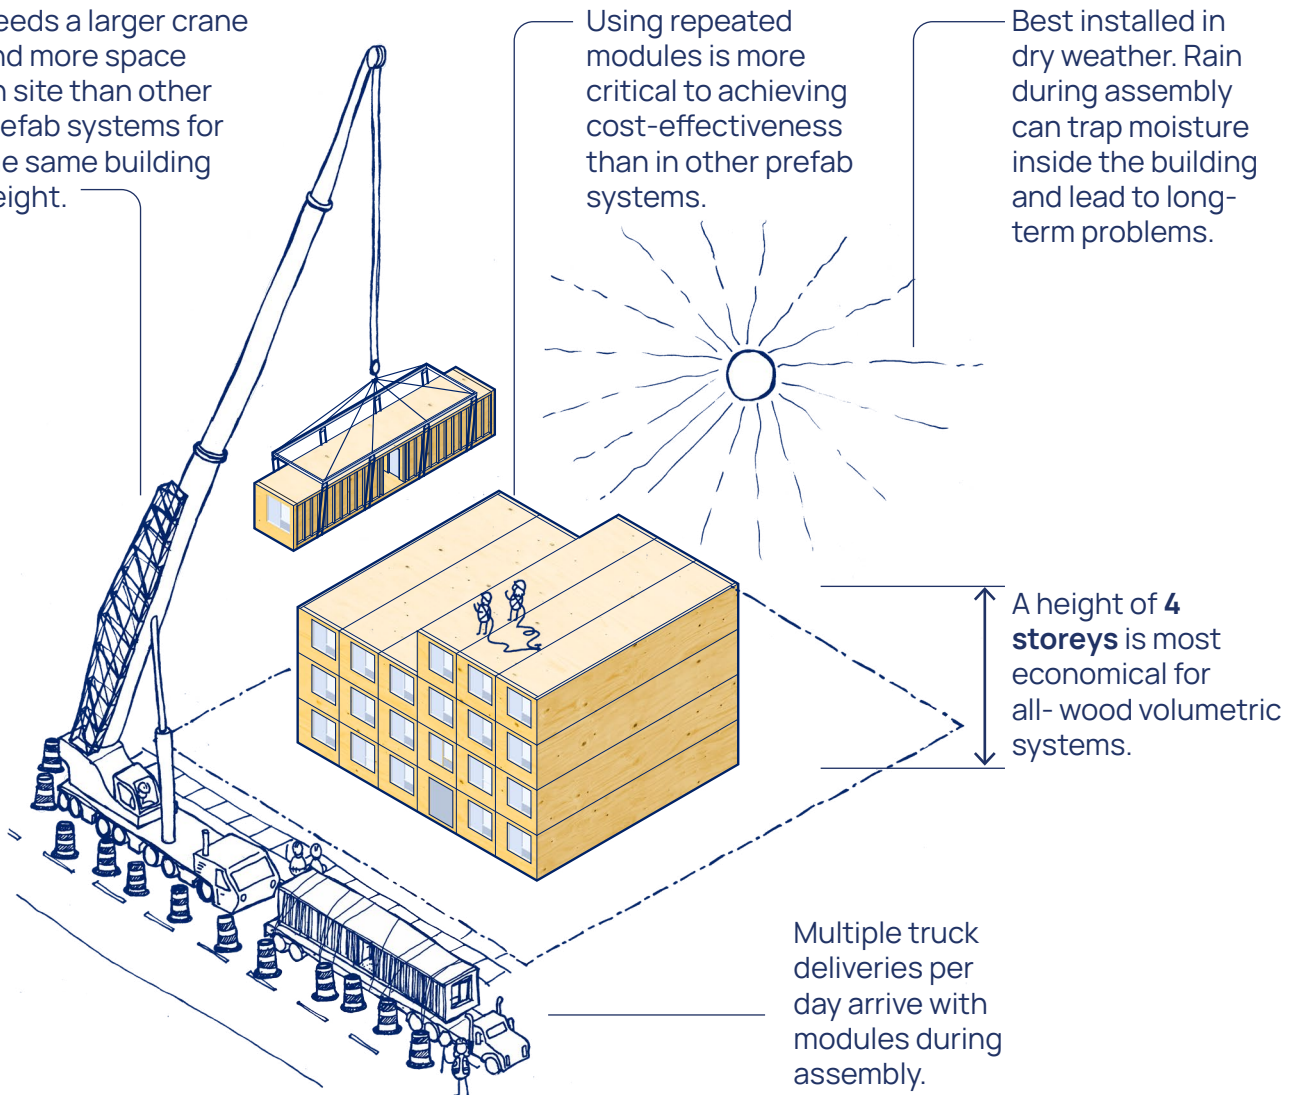 eeds a larger crane
nd more space
n site than other
refab systems for
e same building
eight.
Using repeated
modules is more
critical to achieving
cost-effectiveness
than in other prefab
systems.
Best installed in
dry weather. Rain
during assembly
can trap moisture
inside the building
and lead to long-
term problems.
A height of 4
storeys is most
economical for
all- wood volumetric
systems.
Multiple truck
deliveries per
day arrive with
modules during
assembly.